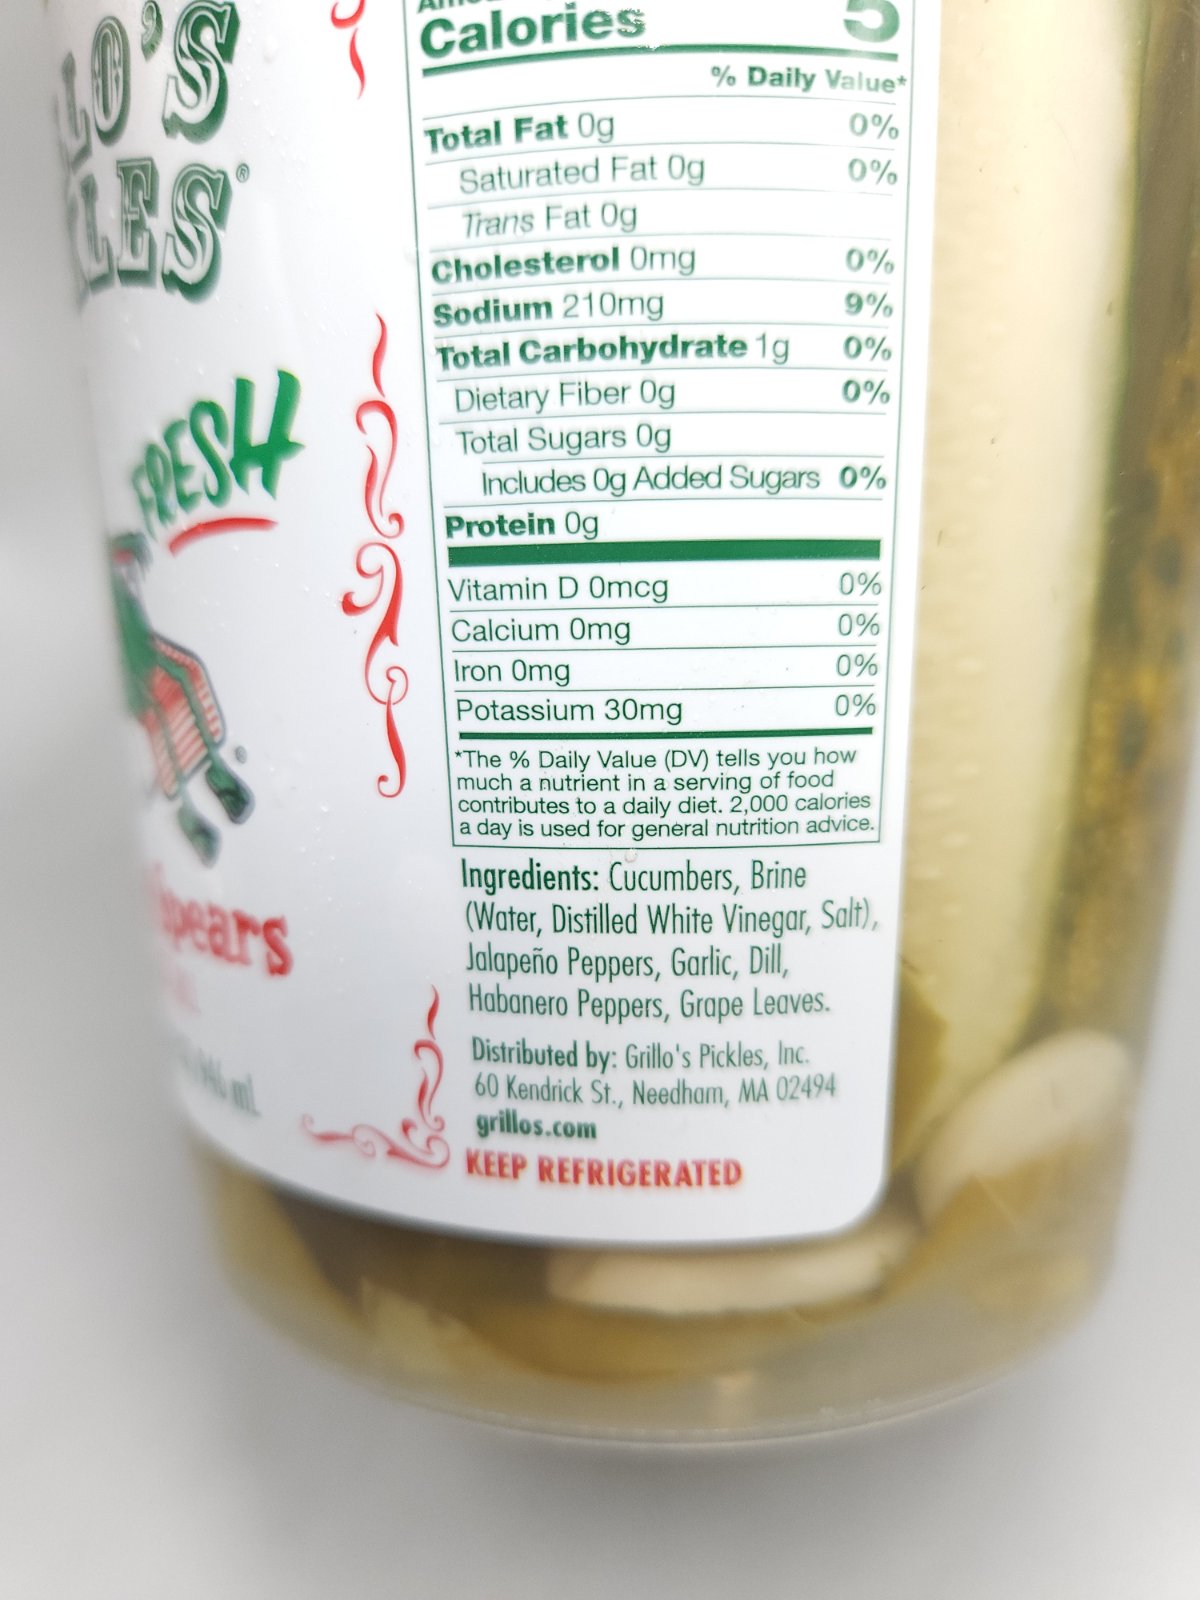 LO'S
LES®
FRESH
spears
mL
Calories 5
% Daily Value*
Total Fat 0g 0%
Saturated Fat 0g 0%
Trans Fat 0g
Cholesterol 0mg 0%
Sodium 210mg 9%
Total Carbohydrate 1g 0%
Dietary Fiber 0g 0%
Total Sugars 0g
Includes 0g Added Sugars 0%
Protein 0g
Vitamin D 0mcg 0%
Calcium 0mg 0%
Iron 0mg 0%
Potassium 30mg 0%
*The % Daily Value (DV) tells you how
much a nutrient in a serving of food
contributes to a daily diet. 2,000 calories
a day is used for general nutrition advice.
Ingredients: Cucumbers, Brine
(Water, Distilled White Vinegar, Salt),
Jalapeño Peppers, Garlic, Dill,
Habanero Peppers, Grape Leaves.
Distributed by: Grillo's Pickles, Inc.
60 Kendrick St., Needham, MA 02494
grillos.com
KEEP REFRIGERATED